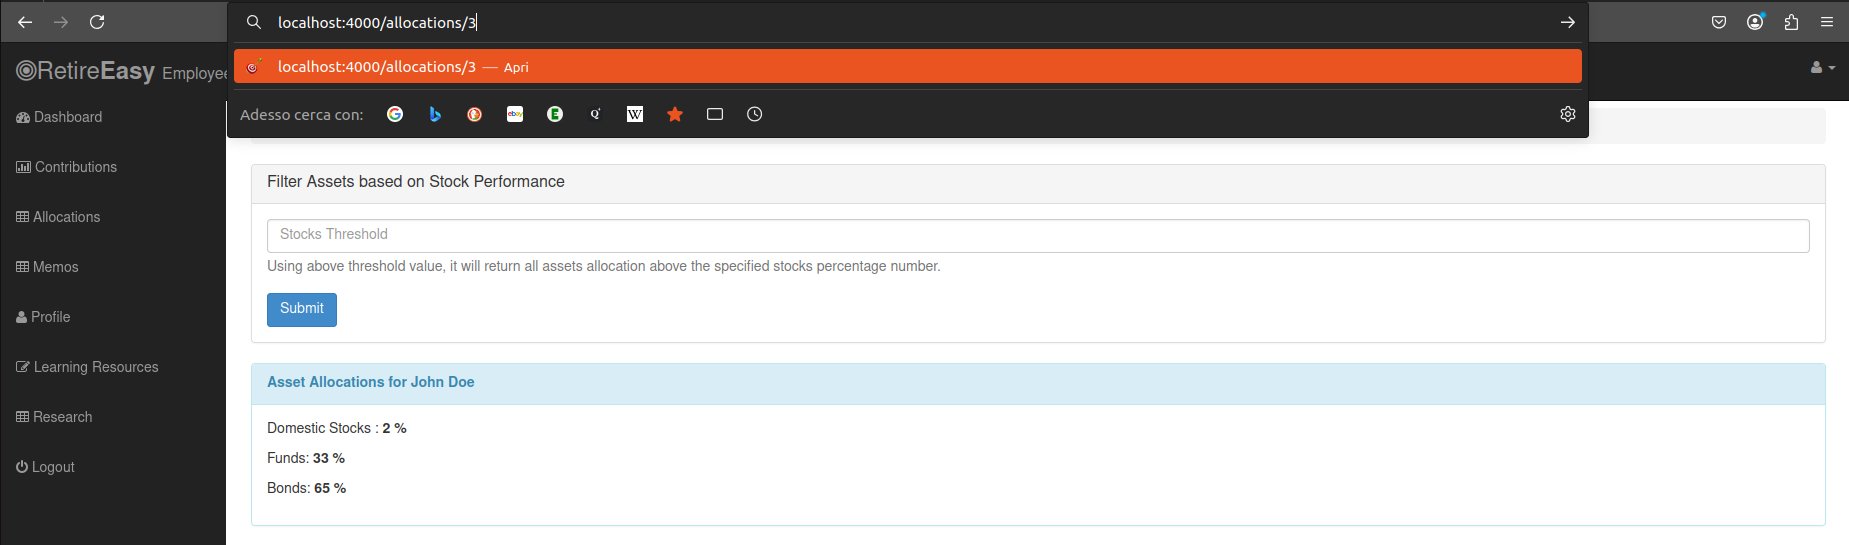 localhost:4000/allocations/3
localhost:4000/allocations/3 — Apri
Adesso cerca con:
RetireEasy Employee
Dashboard
Contributions
Allocations
Memos
Profile
Learning Resources
Research
Logout
Filter Assets based on Stock Performance
Stocks Threshold
Using above threshold value, it will return all assets allocation above the specified stocks percentage number.
Submit
Asset Allocations for John Doe
Domestic Stocks : 2 %
Funds: 33 %
Bonds: 65 %